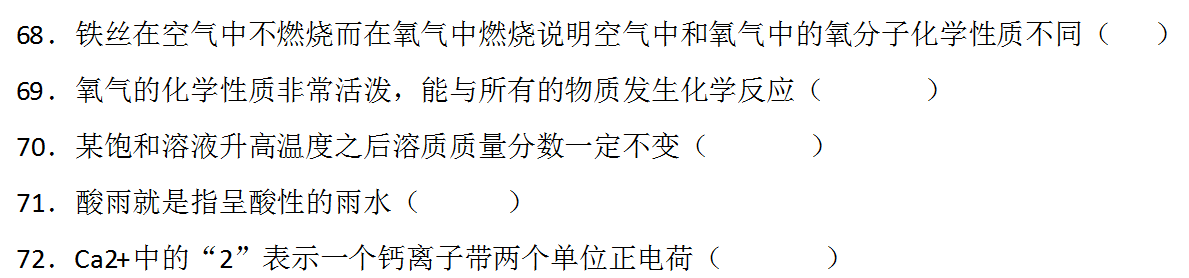 68．铁丝在空气中不燃烧而在氧气中燃烧说明空气中和氧气中的氧分子化学性质不同（ ）
69．氧气的化学性质非常活泼，能与所有的物质发生化学反应（ ）
70．某饱和溶液升高温度之后溶质质量分数一定不变（ ）
71．酸雨就是指呈酸性的雨水（ ）
72．Ca2+中的“2”表示一个钙离子带两个单位正电荷（ ）